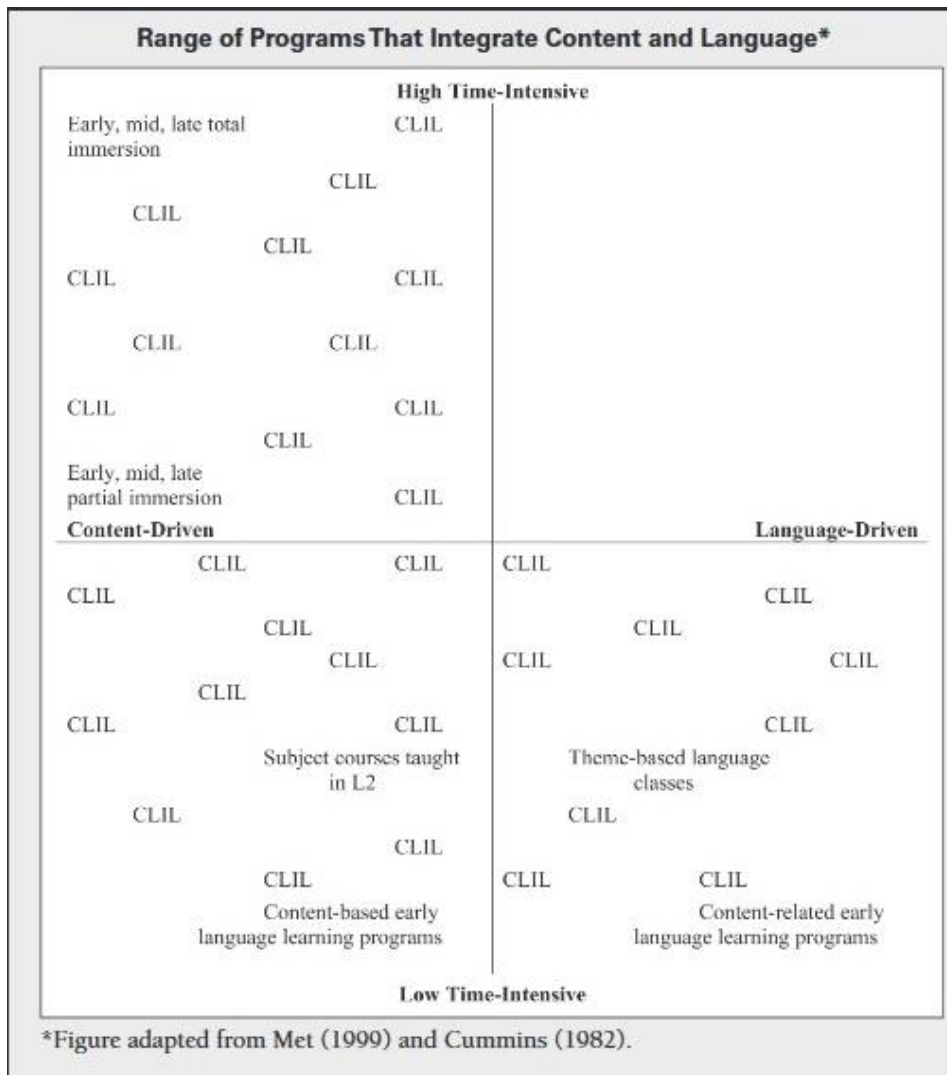 Range of Programs That Integrate Content and Language*
High Time-Intensive
Early, mid, late total CLIL
immersion
CLIL
CLIL
CLIL
CLIL CLIL
CLIL CLIL
CLIL CLIL
CLIL
Early, mid, late
partial immersion CLIL
Content-Driven Language-Driven
CLIL CLIL CLIL
CLIL CLIL
CLIL CLIL
CLIL CLIL CLIL
CLIL
CLIL CLIL CLIL
Subject courses taught Theme-based language
in L2 classes
CLIL CLIL
CLIL
CLIL CLIL CLIL
Content-based early Content-related early
language learning programs language learning programs
Low Time-Intensive
*Figure adapted from Met (1999) and Cummins (1982).